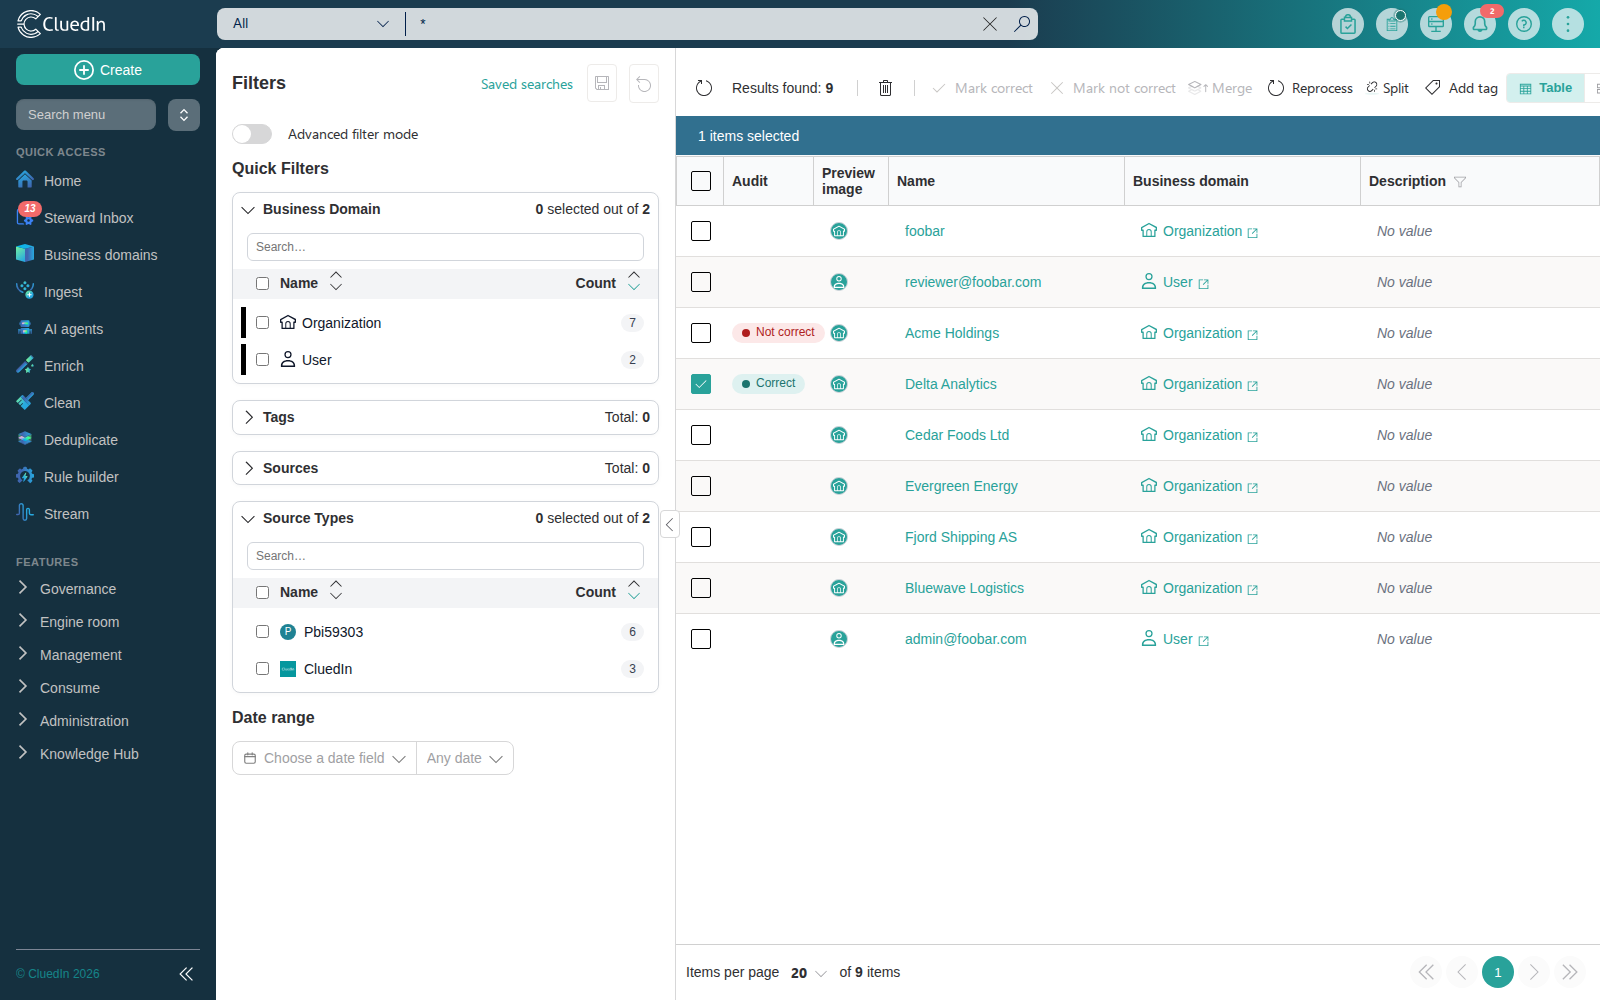 CluedIn
All
*
2
Create
Search menu
QUICK ACCESS
Home
13
Steward Inbox
Business domains
Ingest
AI agents
Enrich
Clean
Deduplicate
Rule builder
Stream
FEATURES
Governance
Engine room
Management
Consume
Administration
Knowledge Hub
© CluedIn 2026
Filters
Saved searches
Advanced filter mode
Quick Filters
Business Domain 0 selected out of 2
Search...
Name Count
Organization 7
User 2
Tags Total: 0
Sources Total: 0
Source Types 0 selected out of 2
Search...
Name Count
P Pbi59303 6
CluedIn 3
Date range
Choose a date field Any date
Results found: 9 Mark correct Mark not correct Merge Reprocess Split Add tag Table
1 items selected
Audit Preview image Name Business domain Description
foobar Organization No value
reviewer@foobar.com User No value
Not correct Acme Holdings Organization No value
Correct Delta Analytics Organization No value
Cedar Foods Ltd Organization No value
Evergreen Energy Organization No value
Fjord Shipping AS Organization No value
Bluewave Logistics Organization No value
admin@foobar.com User No value
Items per page 20 of 9 items
1